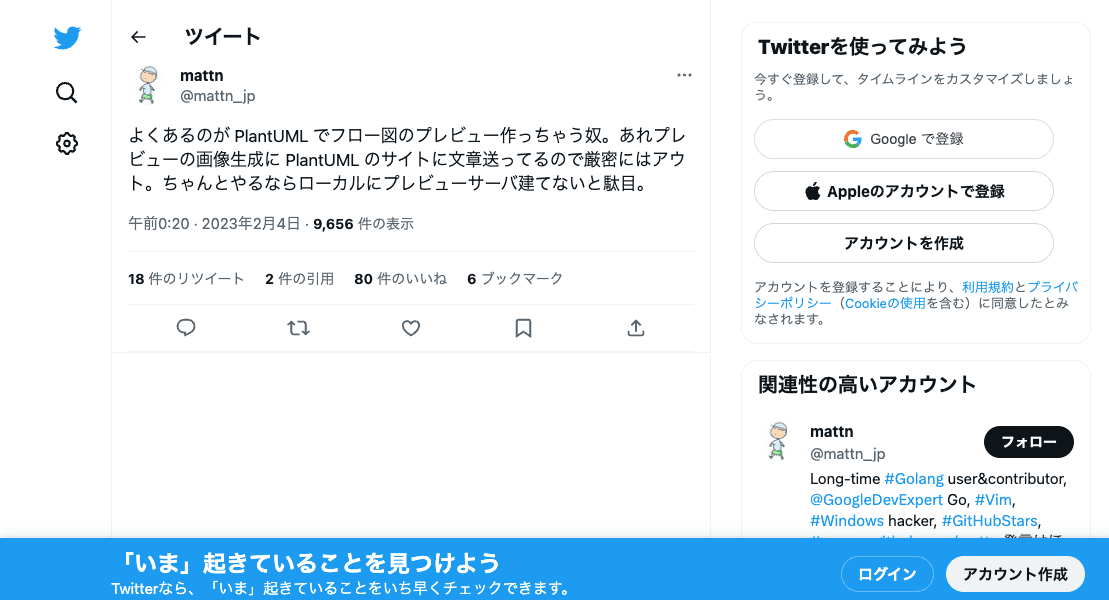 ツイート
mattn
@mattn_jp
よくあるのが PlantUML でフロー図のプレビュー作っちゃう奴。あれプレ
ビューの画像生成に PlantUML のサイトに文章送ってるので厳密にはアウ
ト。ちゃんとやるならローカルにプレビューサーバ建てないと駄目。
午前0:20 · 2023年2月4日 · 9,656 件の表示
18 件のリツイート 2 件の引用 80 件のいいね 6 ブックマーク
Twitterを使ってみよう
今すぐ登録して、タイムラインをカスタマイズしましょ
う。
Google で登録
Appleのアカウントで登録
アカウントを作成
アカウントを登録することにより、利用規約とプライバ
シーポリシー（Cookieの使用を含む）に同意したとみ
なされます。
関連性の高いアカウント
mattn
@mattn_jp
フォロー
Long-time #Golang user&contributor,
@GoogleDevExpert Go, #Vim,
#Windows hacker, #GitHubStars,
「いま」起きていることを見つけよう
Twitterなら、「いま」起きていることをいち早くチェックできます。
ログイン
アカウント作成